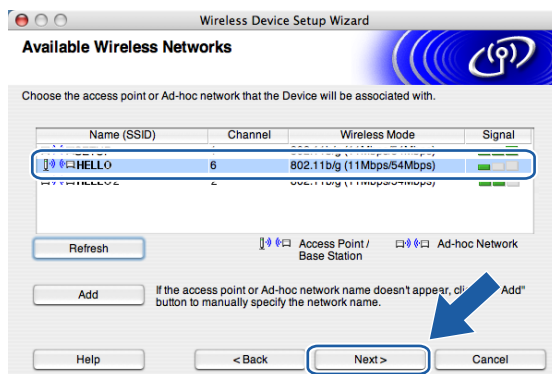 Wireless Device Setup Wizard
Available Wireless Networks
Choose the access point or Ad-hoc network that the Device will be associated with.
Name (SSID) Channel Wireless Mode Signal
HELLO 6 802.11b/g (11Mbps/54Mbps)
HELLO2 2 802.11b/g (11Mbps/54Mbps)
Refresh
Access Point / Base Station
Ad-hoc Network
Add
If the access point or Ad-hoc network name doesn't appear, Add"
button to manually specify the network name.
Help <Back Next> Cancel